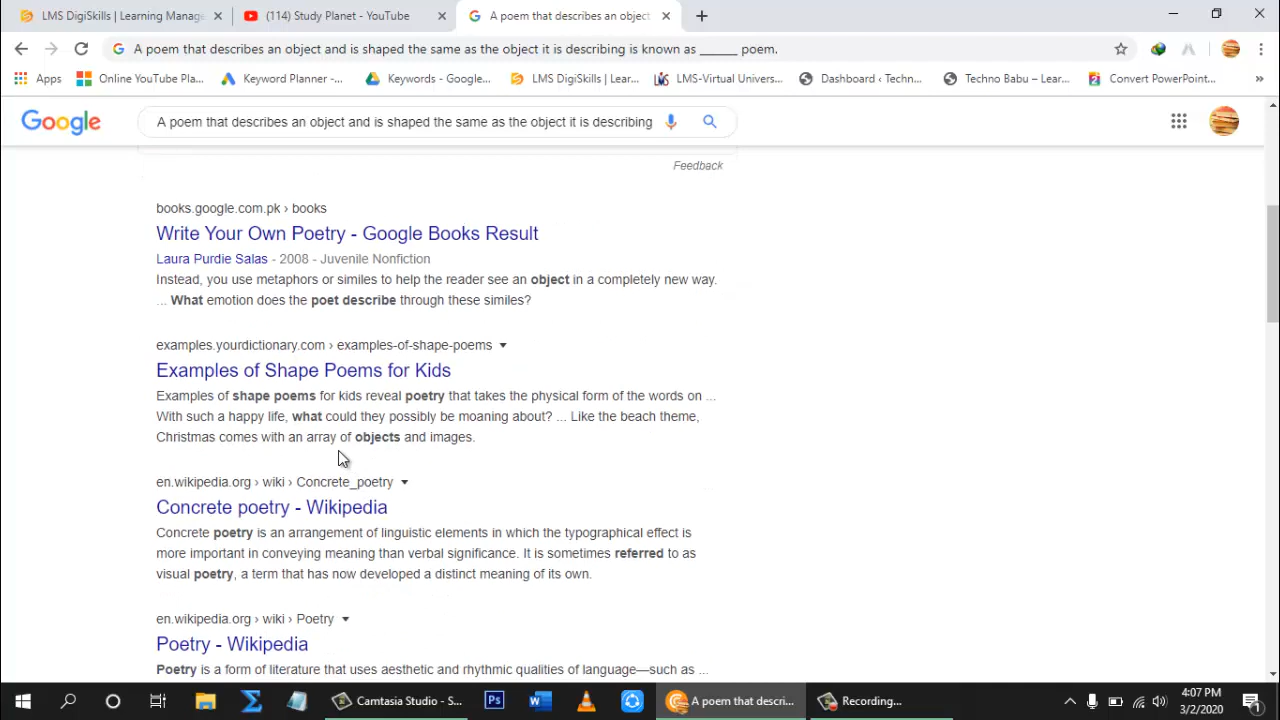 LMS DigiSkills | Learning Manage
(114) Study Planet - YouTube
A poem that describes an object
A poem that describes an object and is shaped the same as the object it is describing is known as ______ poem.
Apps
Online YouTube Pla...
Keyword Planner -...
Keywords - Google...
LMS DigiSkills | Lear...
LMS-Virtual Univers...
Dashboard ‹ Techn...
Techno Babu – Lear...
Convert PowerPoint...
»
Google
A poem that describes an object and is shaped the same as the object it is describing
Feedback
books.google.com.pk › books
Write Your Own Poetry - Google Books Result
Laura Purdie Salas - 2008 - Juvenile Nonfiction
Instead, you use metaphors or similes to help the reader see an object in a completely new way.
... What emotion does the poet describe through these similes?
examples.yourdictionary.com › examples-of-shape-poems
Examples of Shape Poems for Kids
Examples of shape poems for kids reveal poetry that takes the physical form of the words on ...
With such a happy life, what could they possibly be moaning about? ... Like the beach theme,
Christmas comes with an array of objects and images.
en.wikipedia.org › wiki › Concrete_poetry
Concrete poetry - Wikipedia
Concrete poetry is an arrangement of linguistic elements in which the typographical effect is
more important in conveying meaning than verbal significance. It is sometimes referred to as
visual poetry, a term that has now developed a distinct meaning of its own.
en.wikipedia.org › wiki › Poetry
Poetry - Wikipedia
Poetry is a form of literature that uses aesthetic and rhythmic qualities of language—such as ...
Camtasia Studio - S...
A poem that descri...
Recording...
4:07 PM
3/2/2020